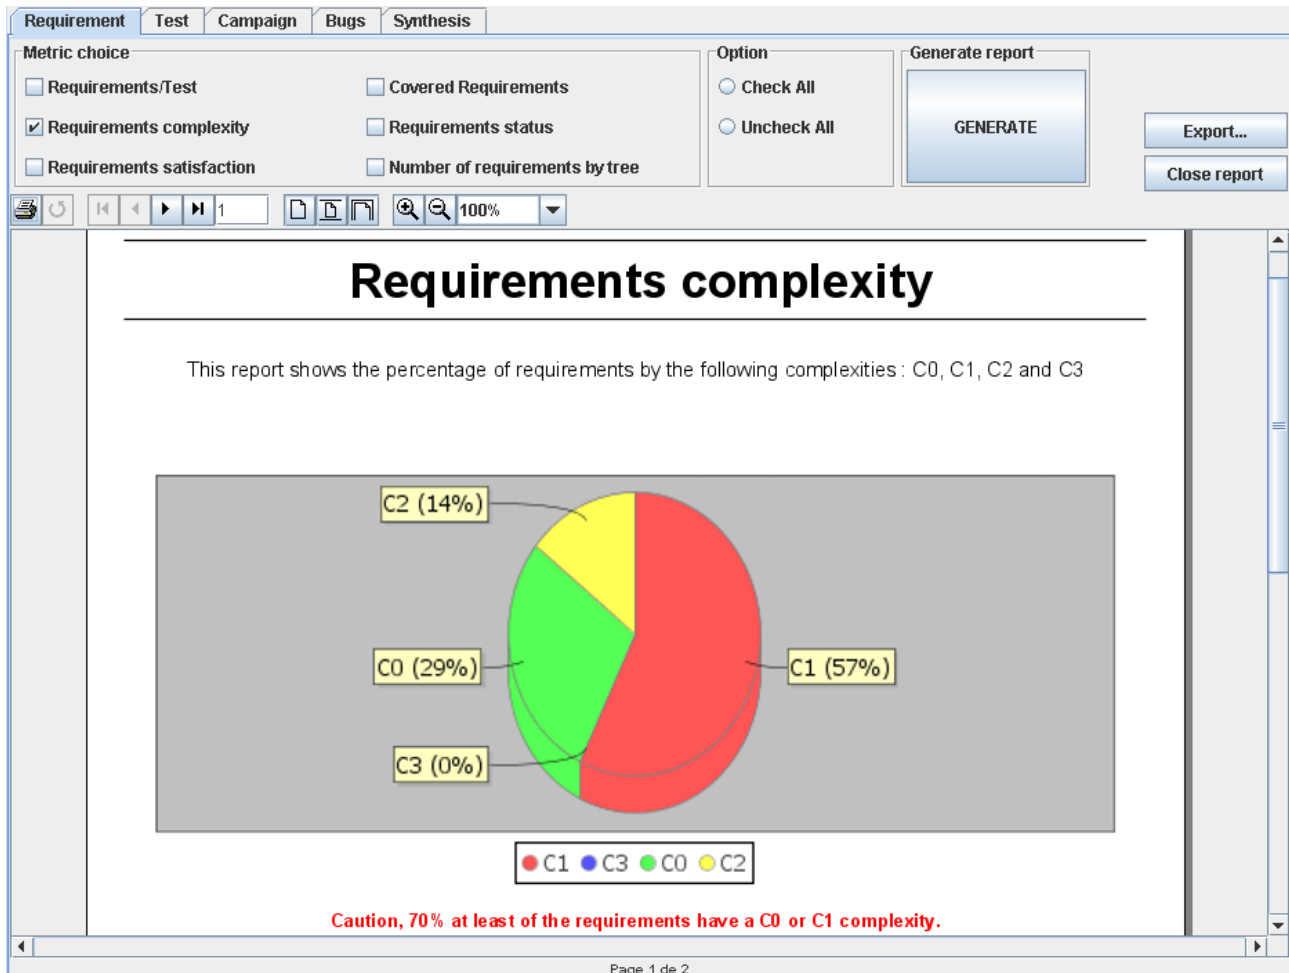 Requirement Test Campaign Bugs Synthesis
Metric choice Option Generate report
Requirements/Test Covered Requirements Check All
Requirements complexity Requirements status Uncheck All GENERATE Export...
Requirements satisfaction Number of requirements by tree Close report
1 100%
Requirements complexity
This report shows the percentage of requirements by the following complexities : C0, C1, C2 and C3
C2 (14%)
C0 (29%) C1 (57%)
C3 (0%)
C1 C3 C0 C2
Caution, 70% at least of the requirements have a C0 or C1 complexity.
Page 1 de 2